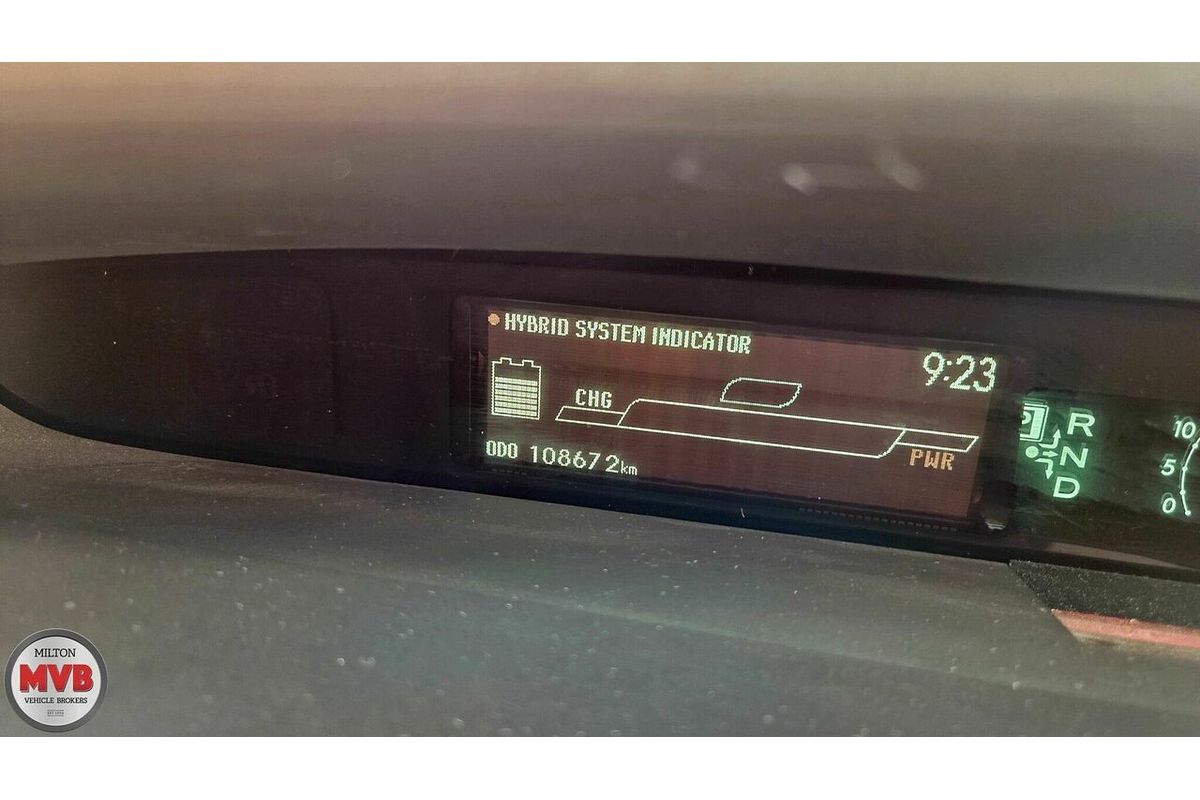 HYBRID SYSTEM INDICATOR
9:23
CHG
PWR
ODO 108672km
P
R
N
D
10
5
0
MILTON
MVB
VEHICLE BROKERS